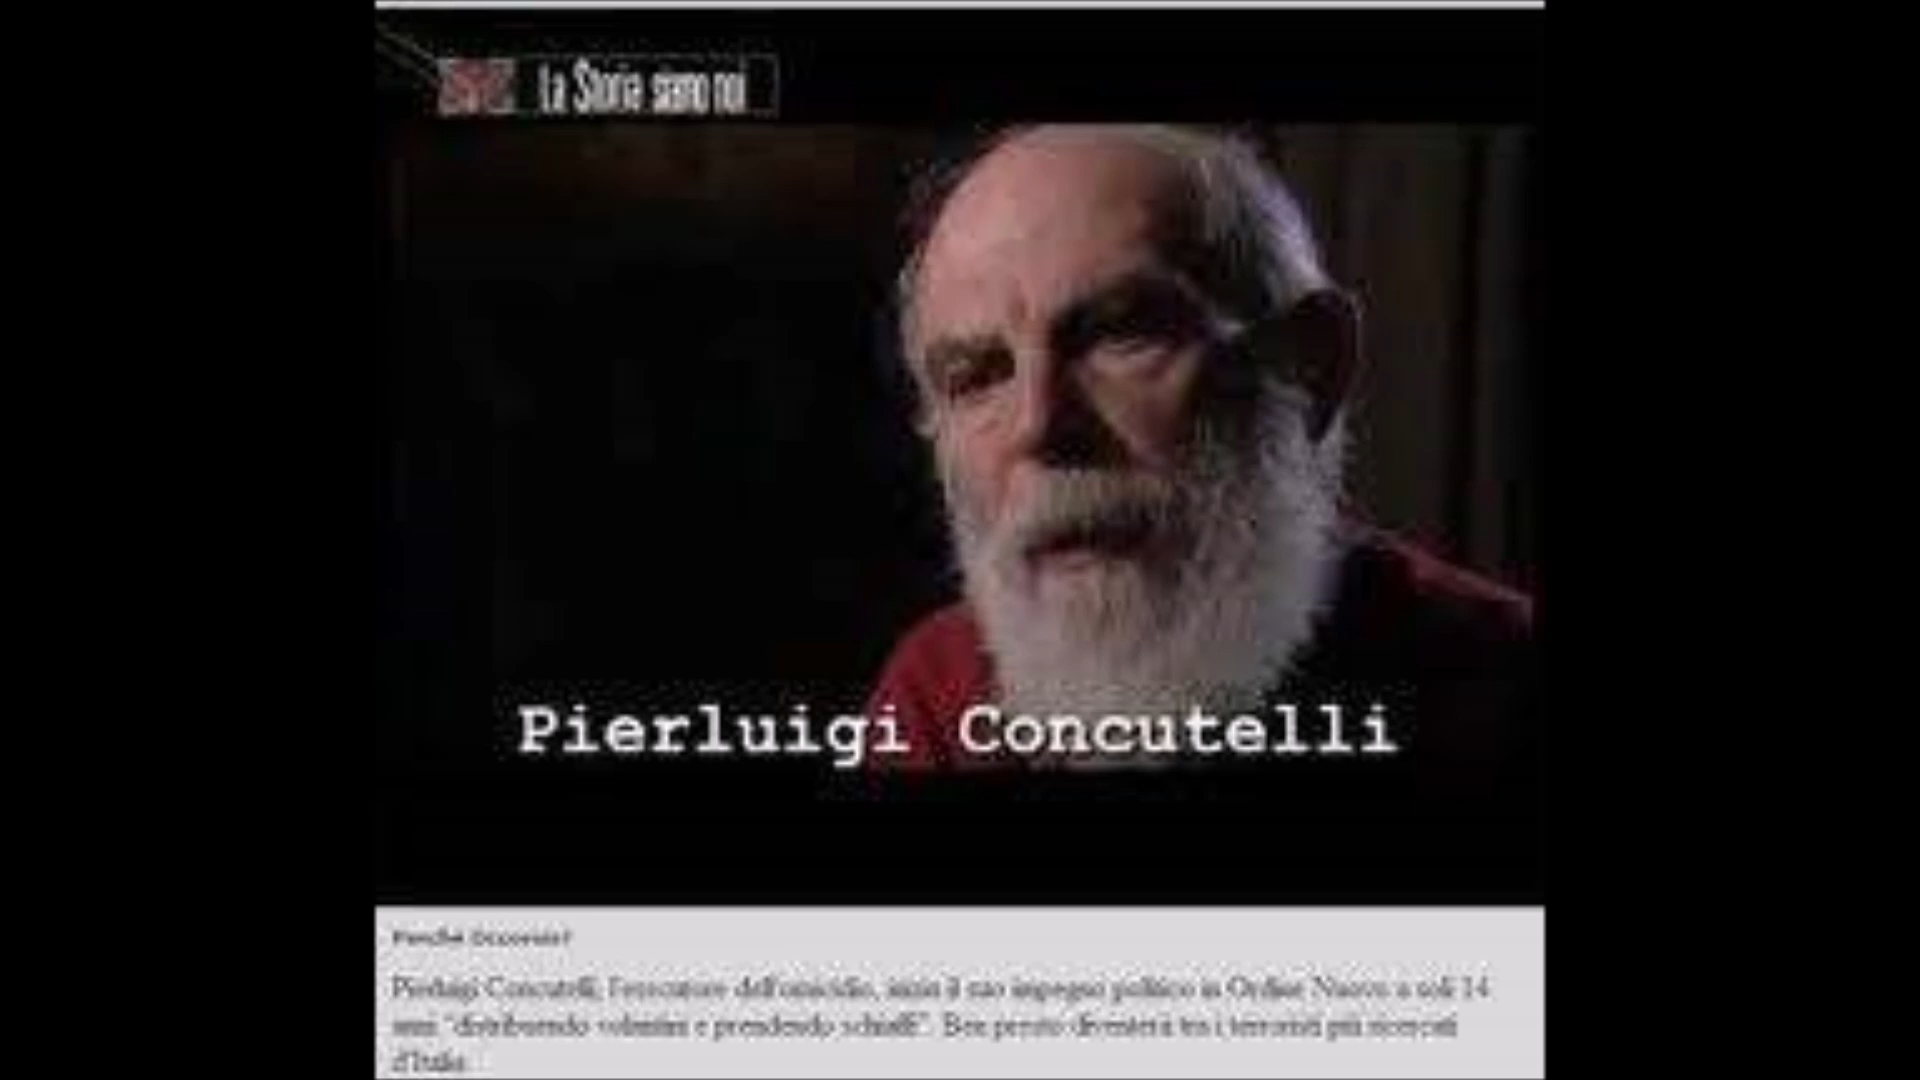 La Storia siamo noi
Pierluigi Concutelli
Perché Occorsio?
Pierluigi Concutelli, l'esecutore dell'omicidio, inizia il suo impegno politico in Ordine Nuovo a soli 14
anni "distribuendo volantini e prendendo schiaffi". Ben presto diventerà tra i terroristi più ricercati
d'Italia.